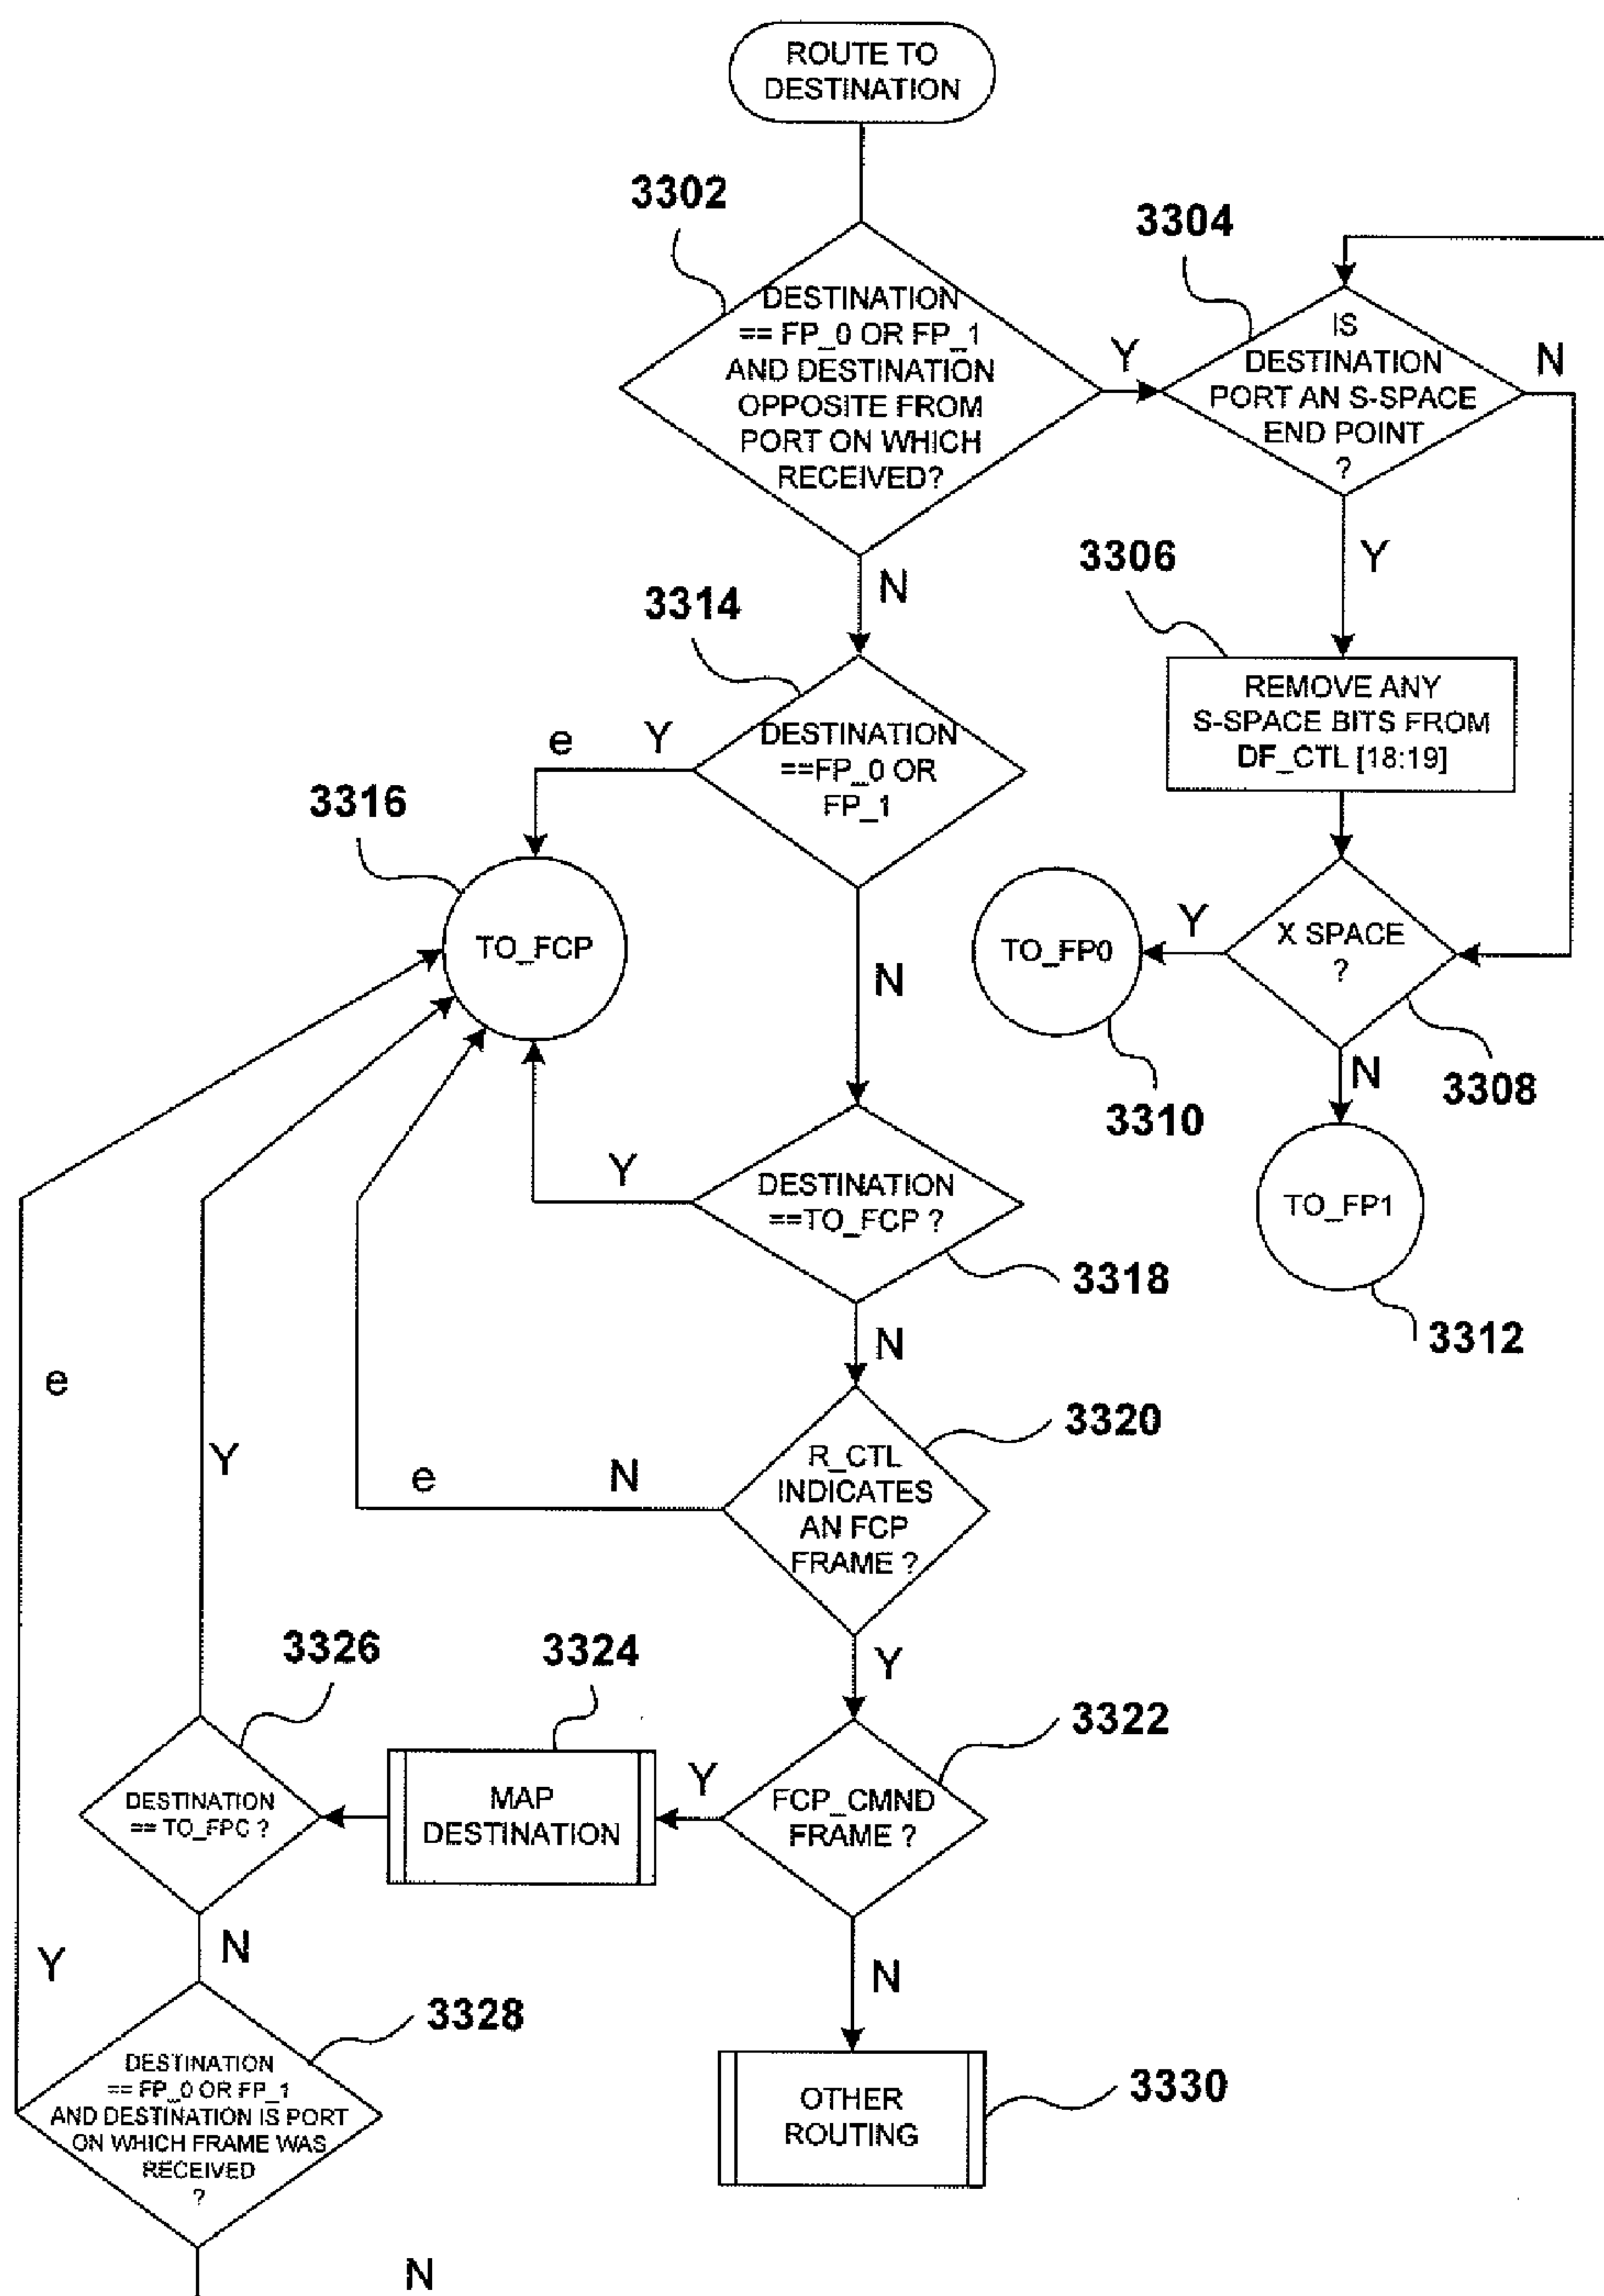 ROUTE TO
DESTINATION
3302
3304
DESTINATION
== FP_0 OR FP_1
AND DESTINATION
OPPOSITE FROM
PORT ON WHICH
RECEIVED?
Y
IS
DESTINATION
PORT AN S-SPACE
END POINT
?
N
Y
3306
N
3314
REMOVE ANY
S-SPACE BITS FROM
DF_CTL [18:19]
e
Y
DESTINATION
==FP_0 OR
FP_1
3316
TO_FCP
N
TO_FP0
Y
X SPACE
?
3308
N
3310
Y
DESTINATION
==TO_FCP ?
TO_FP1
3318
3312
N
e
3320
R_CTL
INDICATES
AN FCP
FRAME ?
Y
e
N
3326
3324
Y
3322
DESTINATION
== TO_FPC ?
MAP
DESTINATION
Y
FCP_CMND
FRAME ?
N
N
Y
3328
DESTINATION
== FP_0 OR FP_1
AND DESTINATION IS PORT
ON WHICH FRAME WAS
RECEIVED
?
OTHER
ROUTING
3330
N